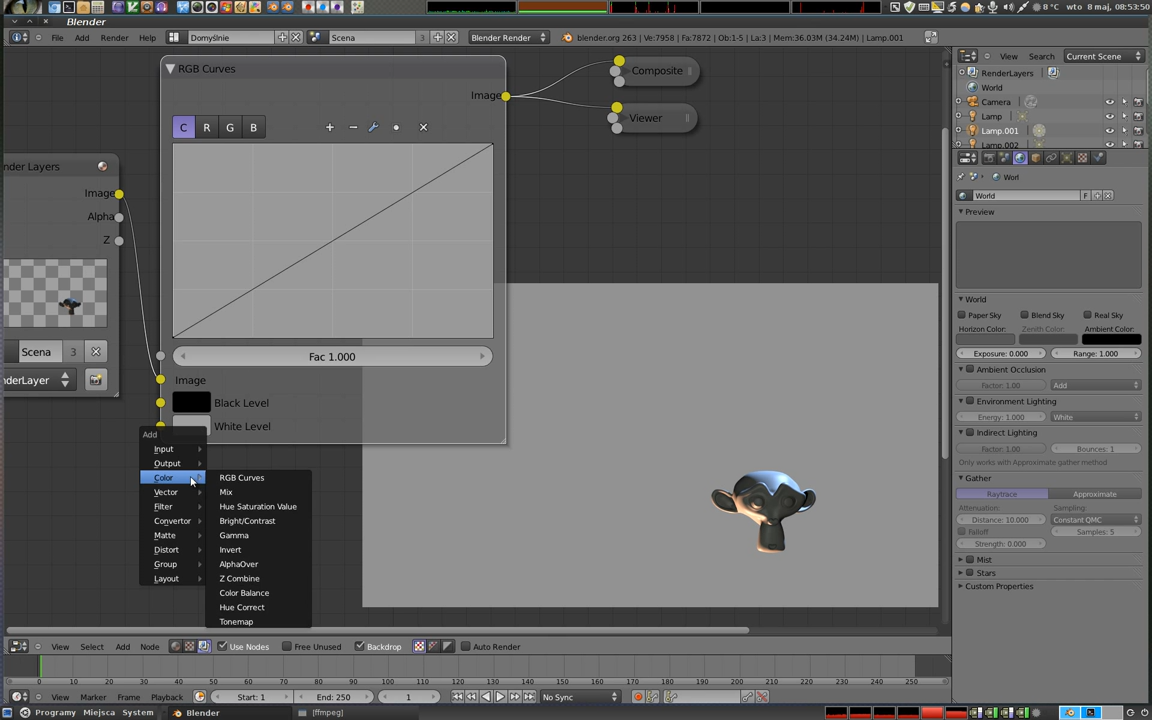 8 °C wto 8 maj, 08:53:50
Blender
File Add Render Help Domyślnie Scena 3 Blender Render blender.org 263 | Ve:7958 | Fa:7872 | Ob:1-5 | La:3 | Mem:36.03M (34.24M) | Lamp.001
RGB Curves
Image
Composite
Viewer
C R G B
nder Layers
Image
Alpha
Z
Scena 3
nderLayer
Fac 1.000
Image
Black Level
White Level
Add
Input
Output
Color
Vector
Filter
Convertor
Matte
Distort
Group
Layout
RGB Curves
Mix
Hue Saturation Value
Bright/Contrast
Gamma
Invert
AlphaOver
Z Combine
Color Balance
Hue Correct
Tonemap
View Search Current Scene
RenderLayers
World
Camera
Lamp
Lamp.001
Lamp.002
Worl
World F
Preview
World
Paper Sky Blend Sky Real Sky
Horizon Color: Zenith Color: Ambient Color:
Exposure: 0.000 Range: 1.000
Ambient Occlusion
Factor: 1.00 Add
Environment Lighting
Energy: 1.000 White
Indirect Lighting
Factor: 1.00 Bounces: 1
Only works with Approximate gather method
Gather
Raytrace Approximate
Attenuation: Sampling:
Distance: 10.000 Constant QMC
Falloff Samples: 5
Strength: 0.000
Mist
Stars
Custom Properties
View Select Add Node Use Nodes Free Unused Backdrop Auto Render
0 10 20 30 40 50 60 70 80 90 100 110 120 130 140 150 160 170 180 190 200 210 220 230 240 250
View Marker Frame Playback Start: 1 End: 250 1 No Sync
Programy Miejsca System Blender [ffmpeg]